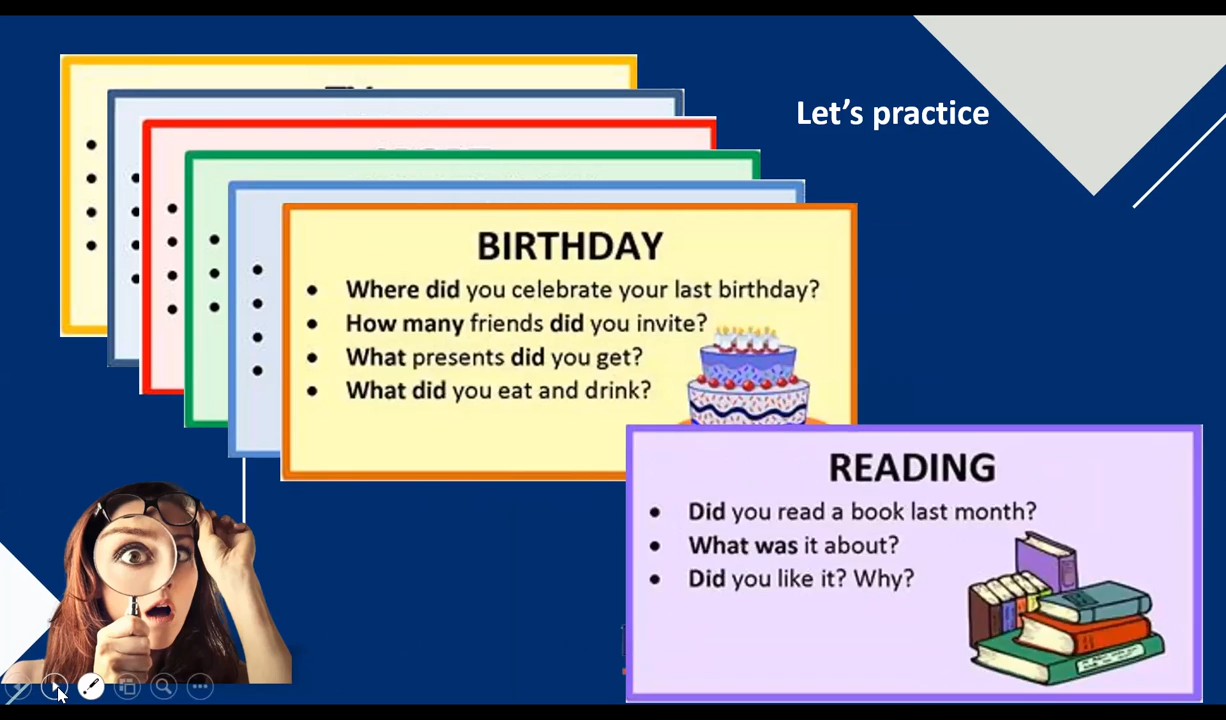 Let's practice
BIRTHDAY
• Where did you celebrate your last birthday?
• How many friends did you invite?
• What presents did you get?
• What did you eat and drink?
READING
• Did you read a book last month?
• What was it about?
• Did you like it? Why?